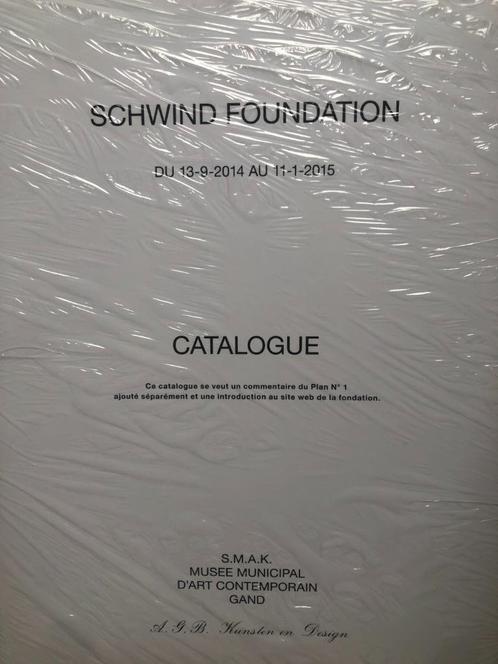 SCHWIND FOUNDATION
DU 13-9-2014 AU 11-1-2015
CATALOGUE
Ce catalogue se veut un commentaire du Plan N° 1
ajouté séparément et une introduction au site web de la fondation.
S.M.A.K.
MUSEE MUNICIPAL
D'ART CONTEMPORAIN
GAND
A.G.B. Kunsten en Design